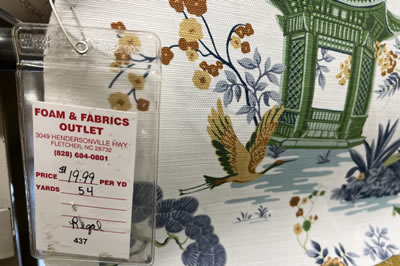 FOAM & FABRICS
OUTLET
3049 HENDERSONVILLE HWY.
FLETCHER, NC 28732
(828) 684-0801
PRICE $19.99 PER YD
YARDS 54
Regal
437